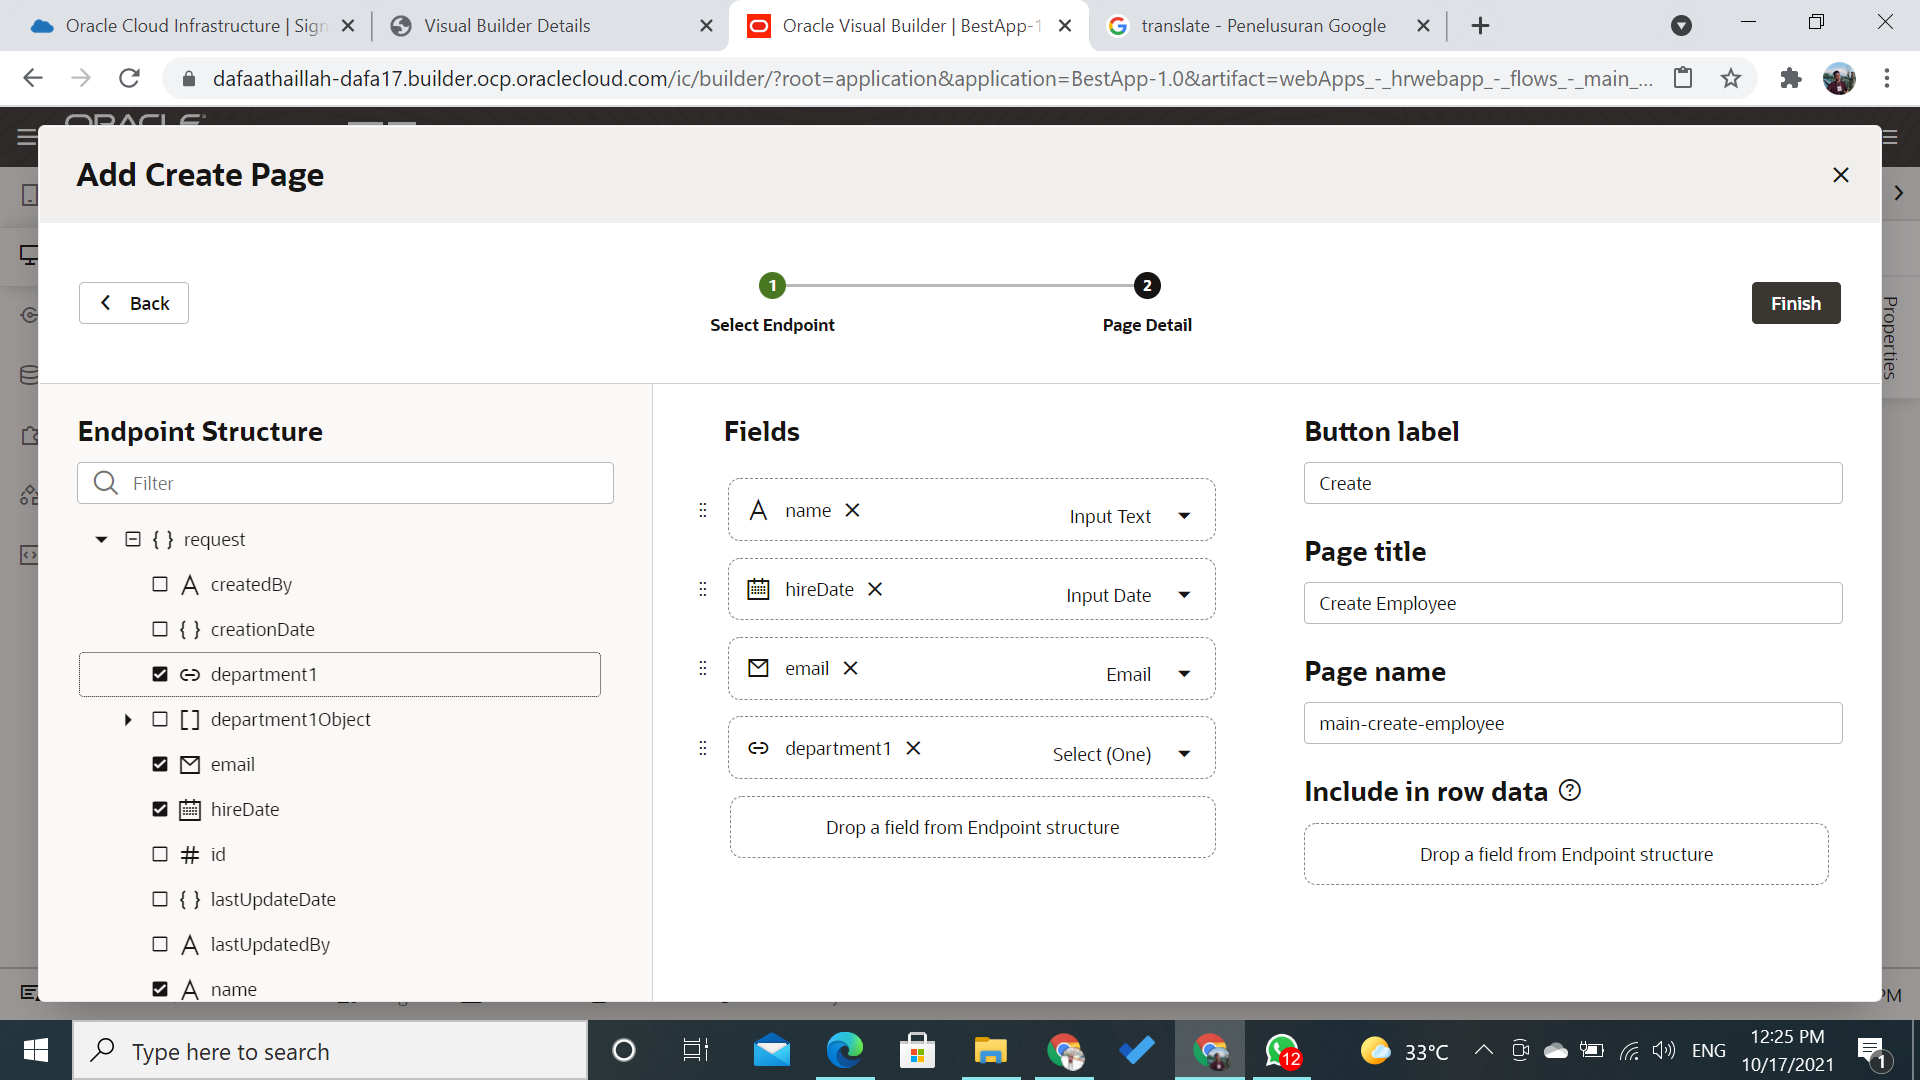 Oracle Cloud Infrastructure | Sign
Visual Builder Details
Oracle Visual Builder | BestApp-1
translate - Penelusuran Google
dafaathaillah-dafa17.builder.ocp.oraclecloud.com/ic/builder/?root=application&application=BestApp-1.0&artifact=webApps_-_hrwebapp_-_flows_-_main_...
ORACLE
Add Create Page
Back
1
2
Select Endpoint
Page Detail
Finish
Properties
Endpoint Structure
Filter
{ } request
A createdBy
{ } creationDate
department1
[ ] department1Object
email
hireDate
# id
{ } lastUpdateDate
A lastUpdatedBy
A name
Fields
A name
Input Text
hireDate
Input Date
email
Email
department1
Select (One)
Drop a field from Endpoint structure
Button label
Create
Page title
Create Employee
Page name
main-create-employee
Include in row data ?
Drop a field from Endpoint structure
PM
Type here to search
12
33°C
ENG
12:25 PM
10/17/2021
1